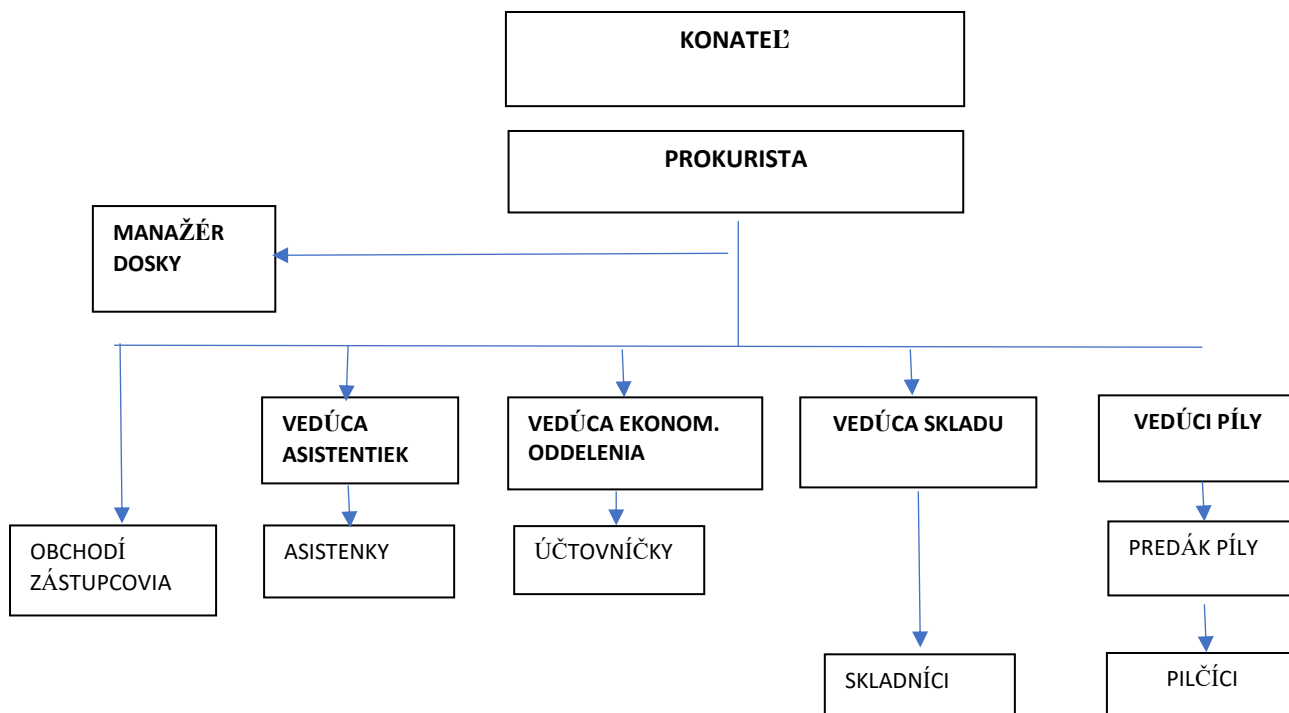 KONATEĽ
PROKURISTA
MANAŽÉR
DOSKY
VEDÚCA
ASISTENTIEK
VEDÚCA EKONOM.
ODDELENIA
VEDÚCA SKLADU
VEDÚCI PÍLY
OBCHODÍ
ZÁSTUPCOVIA
ASISTENKY
ÚČTOVNÍČKY
PREDÁK PÍLY
SKLADNÍCI
PILČÍCI